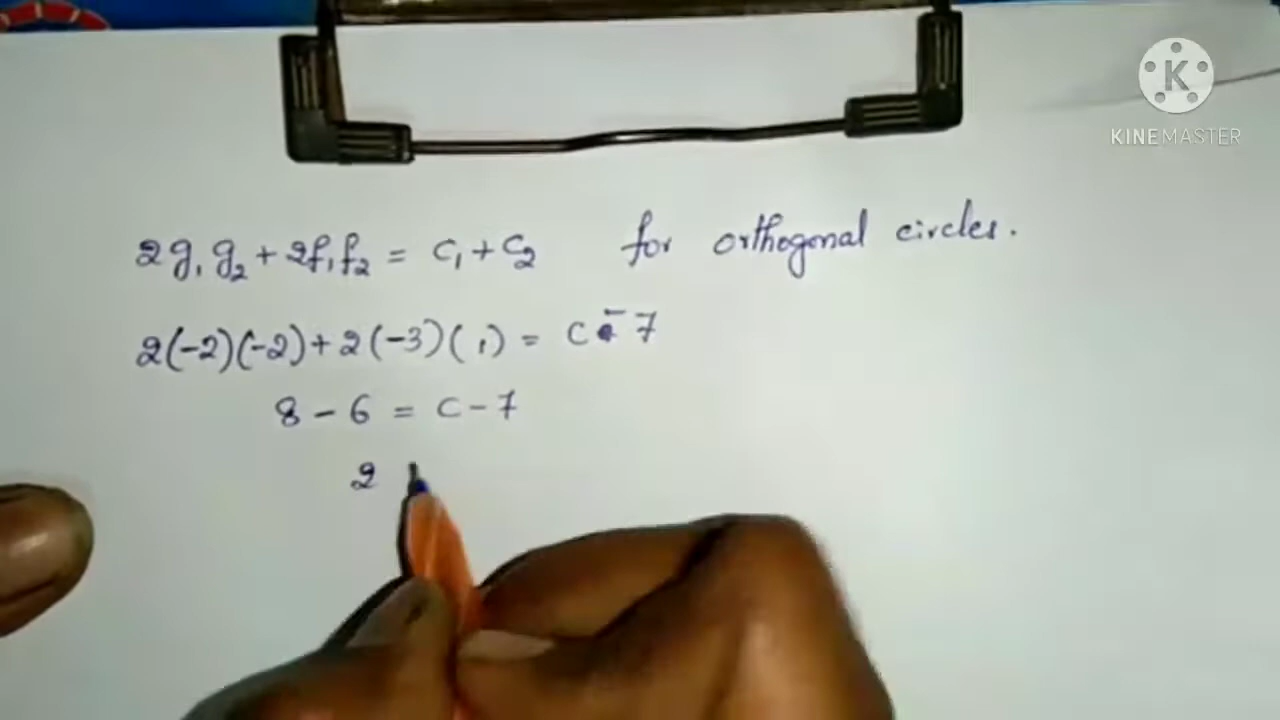 K
KINEMASTER
2g₁g₂ + 2f₁f₂ = c₁ + c₂ for orthogonal circles.
2(-2)(-2) + 2(-3)(1) = c - 7
8 - 6 = c - 7
2